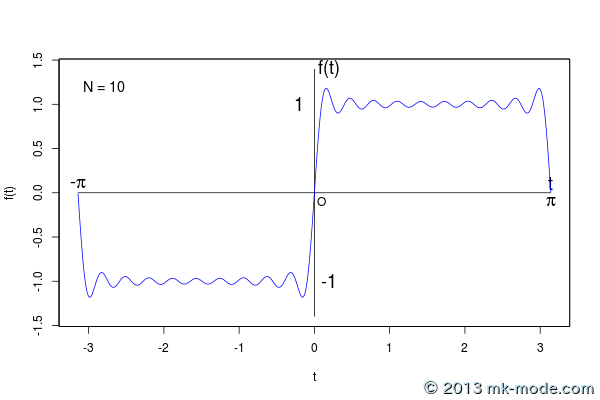 f(t)
N = 10
1
-π
t
O
π
-1
1.5
1.0
0.5
0.0
-0.5
-1.0
-1.5
f(t)
-3 -2 -1 0 1 2 3
t
© 2013 mk-mode.com